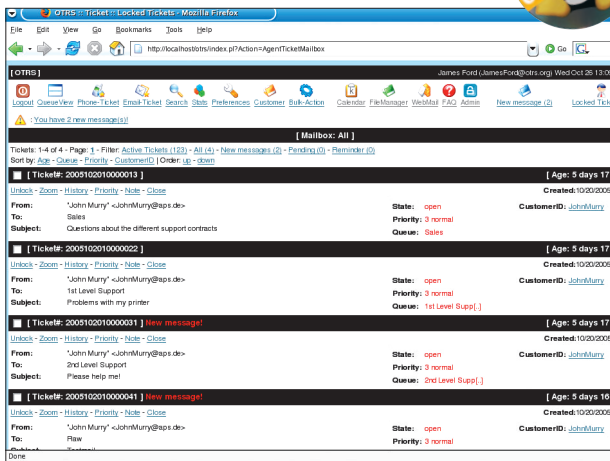 OTRS :: Ticket :: Locked Tickets - Mozilla Firefox
File Edit View Go Bookmarks Tools Help
http://localhost/otrs/index.pl?Action=AgentTicketMailbox Go G
[ OTRS ] James Ford (JamesFord@otrs.org) Wed Oct 26 13:0
Logout QueueView Phone-Ticket Email-Ticket Search Stats Preferences Customer Bulk-Action Calendar FileManager WebMail FAQ Admin New message (2) Locked Tick
: You have 2 new message(s)!
[ Mailbox: All ]
Tickets: 1-4 of 4 - Page: 1 - Filter: Active Tickets (123) - All (4) - New messages (2) - Pending (0) - Reminder (0)
Sort by: Age - Queue - Priority - CustomerID | Order: up - down
[ Ticket#: 2005102010000013 ] [ Age: 5 days 17
Unlock - Zoom - History - Priority - Note - Close Created: 10/20/2005
From: "John Murry" <JohnMurry@aps.de> State: open CustomerID: JohnMurry
To: Sales Priority: 3 normal
Subject: Questions about the different support contracts Queue: Sales
[ Ticket#: 2005102010000022 ] [ Age: 5 days 17
Unlock - Zoom - History - Priority - Note - Close Created: 10/20/2005
From: "John Murry" <JohnMurry@aps.de> State: open CustomerID: JohnMurry
To: 1st Level Support Priority: 3 normal
Subject: Problems with my printer Queue: 1st Level Supp[..]
[ Ticket#: 2005102010000031 ] New message! [ Age: 5 days 17
Unlock - Zoom - History - Priority - Note - Close Created: 10/20/2005
From: "John Murry" <JohnMurry@aps.de> State: open CustomerID: JohnMurry
To: 2nd Level Support Priority: 3 normal
Subject: Please help me! Queue: 2nd Level Supp[..]
[ Ticket#: 2005102010000041 ] New message! [ Age: 5 days 16
Unlock - Zoom - History - Priority - Note - Close Created: 10/20/2005
From: "John Murry" <JohnMurry@aps.de> State: open CustomerID: JohnMurry
To: Raw Priority: 3 normal
Done